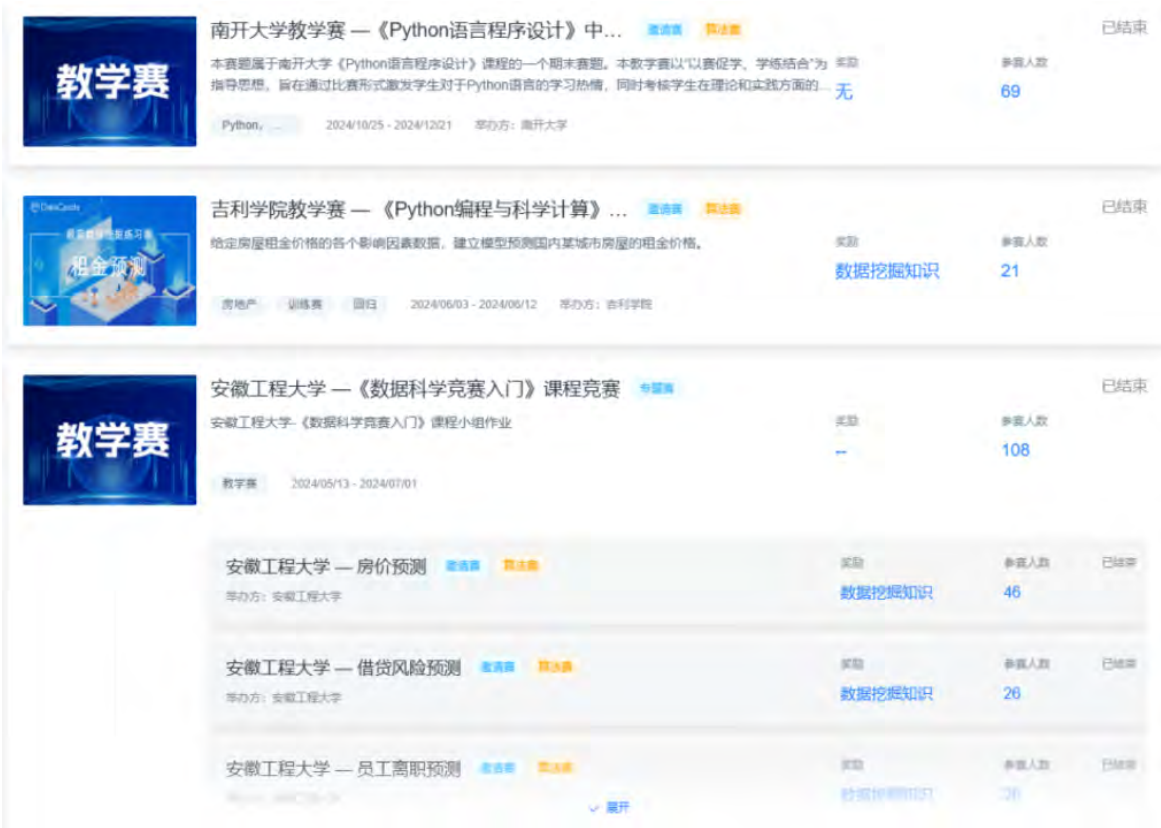 教学赛
南开大学教学赛 —《Python语言程序设计》中... 邀请赛 算法赛
已结束
本赛题属于南开大学《Python语言程序设计》课程的一个期末赛题。本教学赛以“以赛促学、学练结合”为
指导思想，旨在通过比赛形式激发学生对于Python语言的学习热情，同时考核学生在理论和实践方面的...
奖励
无
参赛人数
69
Python, ... 2024/10/25 - 2024/12/21 举办方：南开大学
DataCastle
租金预测
吉利学院教学赛 — 《Python编程与科学计算》... 邀请赛 算法赛
已结束
给定房屋租金价格的各个影响因素数据，建立模型预测国内某城市房屋的租金价格。
奖励
数据挖掘知识
参赛人数
21
房地产 训练赛 回归 2024/06/03 - 2024/06/12 举办方：吉利学院
教学赛
安徽工程大学 —《数据科学竞赛入门》课程竞赛 专题赛
已结束
安徽工程大学-《数据科学竞赛入门》课程小组作业
奖励
--
参赛人数
108
教学赛 2024/05/13 - 2024/07/01
安徽工程大学 — 房价预测 邀请赛 算法赛
举办方：安徽工程大学
奖励
数据挖掘知识
参赛人数
46
已结束
安徽工程大学 — 借贷风险预测 邀请赛 算法赛
举办方：安徽工程大学
奖励
数据挖掘知识
参赛人数
26
已结束
安徽工程大学 — 员工离职预测 邀请赛 算法赛
奖励
数据挖掘知识
参赛人数
已结束
展开